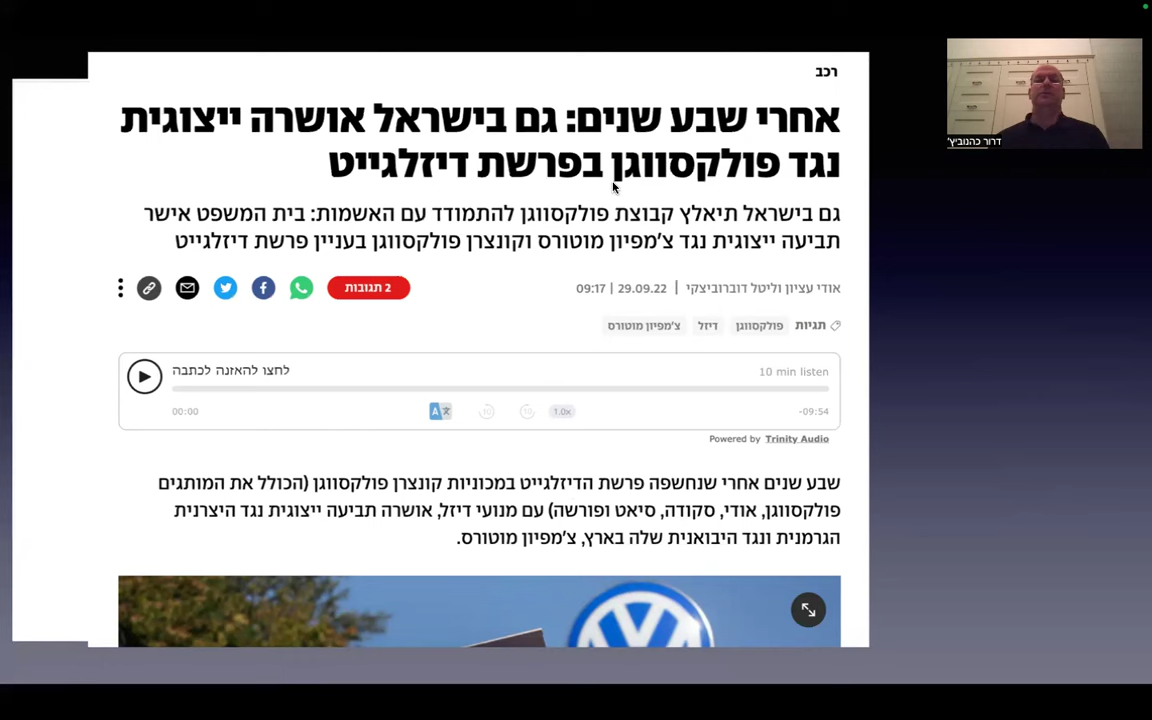 רכב
אחרי שבע שנים: גם בישראל אושרה ייצוגית
נגד פולקסווגן בפרשת דיזלגייט
גם בישראל תיאלץ קבוצת פולקסווגן להתמודד עם האשמות: בית המשפט אישר
תביעה ייצוגית נגד צ'מפיון מוטורס וקונצרן פולקסווגן בעניין פרשת דיזלגייט
אודי עציון וליטל דוברוביצקי | 29.09.22 | 09:17
2 תגובות
תגיות פולקסווגן דיזל צ'מפיון מוטורס
לחצו להאזנה לכתבה
10 min listen
00:00
A
10
10
1.0x
-09:54
Powered by Trinity Audio
שבע שנים אחרי שנחשפה פרשת הדיזלגייט במכוניות קונצרן פולקסווגן (הכולל את המותגים
פולקסווגן, אודי, סקודה, סיאט ופורשה) עם מנועי דיזל, אושרה תביעה ייצוגית נגד היצרנית
הגרמנית ונגד היבואנית שלה בארץ, צ'מפיון מוטורס.
דרור כהנוביץ'